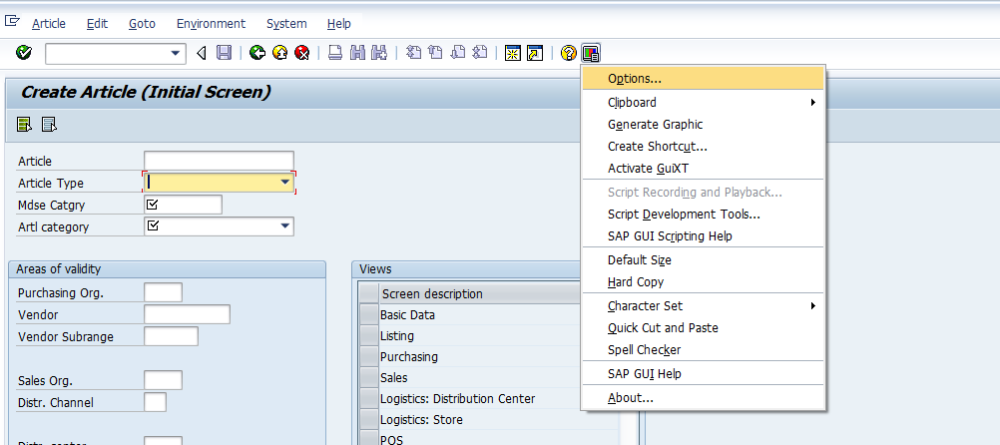 Article Edit Goto Environment System Help
Create Article (Initial Screen)
Options...
Clipboard
Generate Graphic
Create Shortcut...
Activate GuiXT
Script Recording and Playback...
Script Development Tools...
SAP GUI Scripting Help
Default Size
Hard Copy
Character Set
Quick Cut and Paste
Spell Checker
SAP GUI Help
About...
Article
Article Type
Mdse Catgry
Artl category
Areas of validity
Purchasing Org.
Vendor
Vendor Subrange
Sales Org.
Distr. Channel
Distr. center
Views
Screen description
Basic Data
Listing
Purchasing
Sales
Logistics: Distribution Center
Logistics: Store
POS